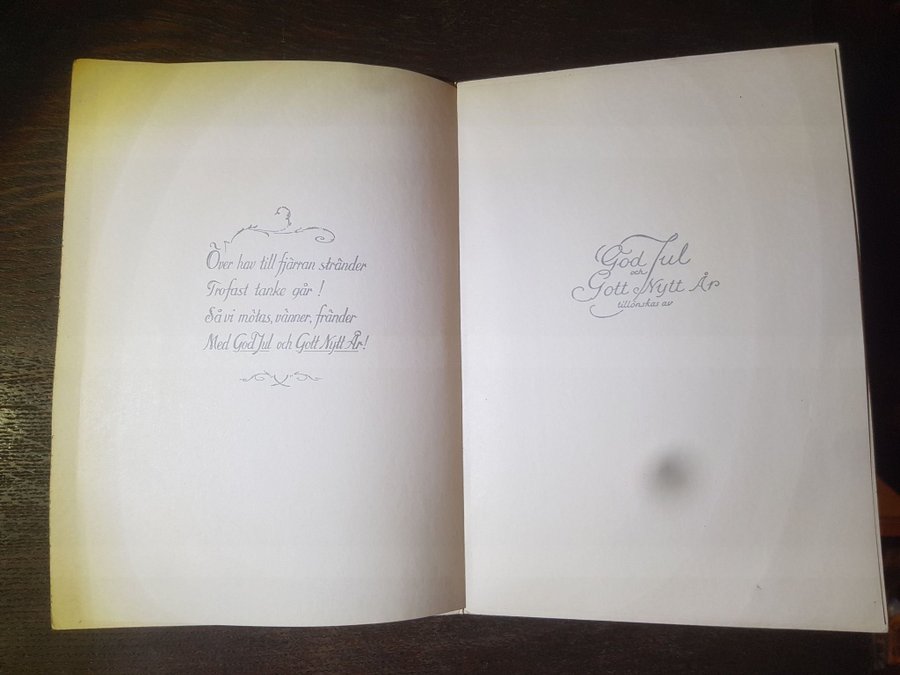 Över hav till fjärran stränder
Trofast tanke går !
Så vi mötas, vänner, fränder
Med God Jul och Gott Nytt År!
God Jul
och
Gott Nytt År
tillönskas av